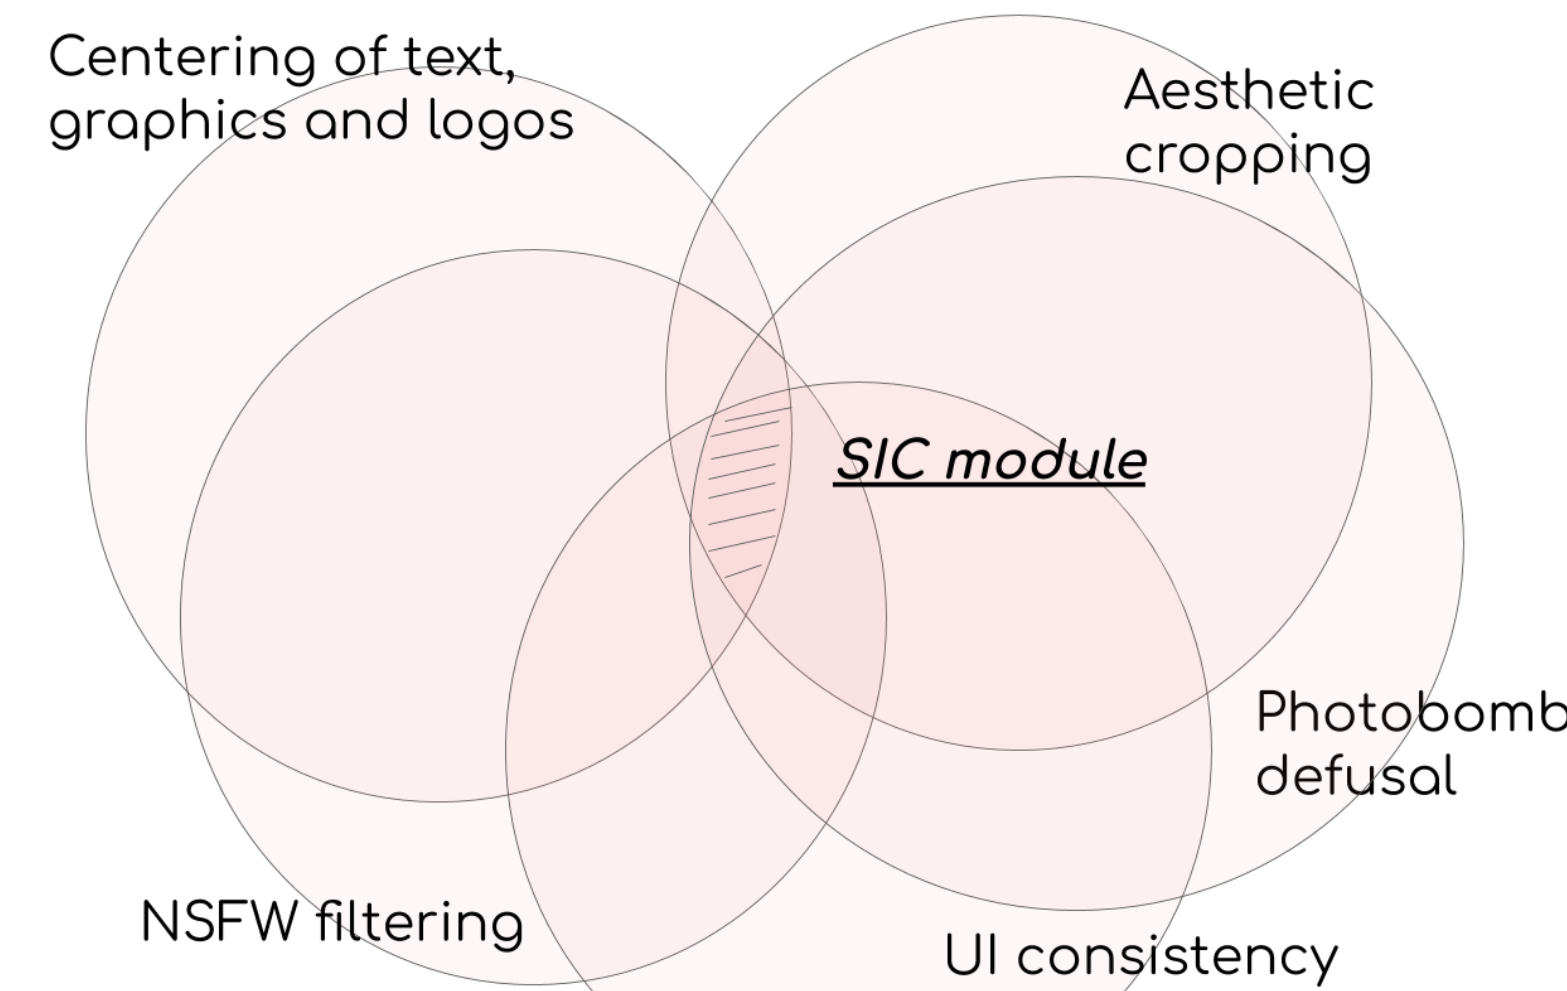 Centering of text,
graphics and logos
Aesthetic
cropping
SIC module
Photobomb
defusal
NSFW filtering
UI consistency